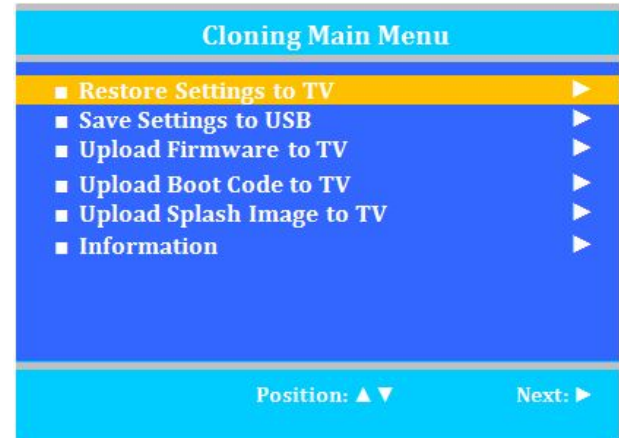 Cloning Main Menu
■ Restore Settings to TV ▶
■ Save Settings to USB ▶
■ Upload Firmware to TV ▶
■ Upload Boot Code to TV ▶
■ Upload Splash Image to TV ▶
■ Information ▶
Position: ▲ ▼ Next: ▶